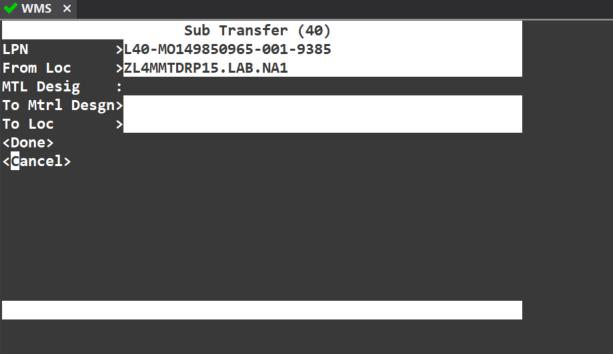 WMS ×
Sub Transfer (40)
LPN >L40-MO149850965-001-9385
From Loc >ZL4MMTDRP15.LAB.NA1
MTL Desig :
To Mtrl Desgn>
To Loc >
<Done>
<Cancel>